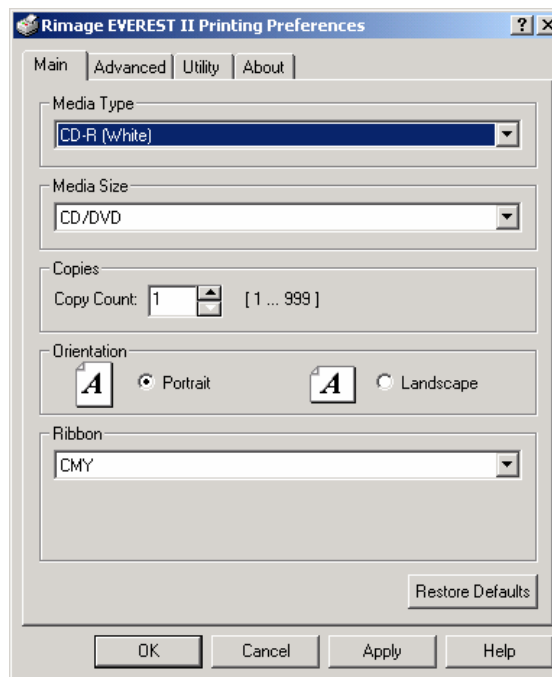 Rimage EVEREST II Printing Preferences
Main Advanced Utility About
Media Type
CD-R (White)
Media Size
CD/DVD
Copies
Copy Count: 1 [ 1 ... 999 ]
Orientation
A Portrait A Landscape
Ribbon
CMY
Restore Defaults
OK Cancel Apply Help